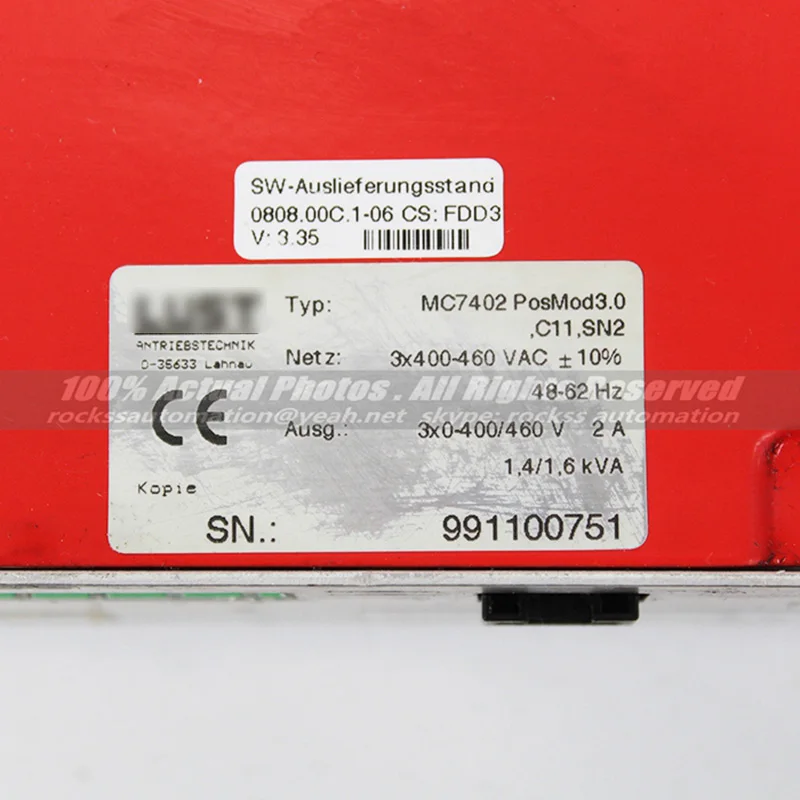 SW-Auslieferungsstand
0808.00C.1-06 CS: FDD3
V: 3.35
LUST
ANTRIEBSTECHNIK
D-35633 Lahnau
Typ: MC7402 PosMod3.0
,C11,SN2
Netz: 3x400-460 VAC ±10%
100% Actual Photos . All Rights Reserved
48-62 Hz
rockssautomation@yeah.net skype: rockss automation
CE
Ausg.: 3x0-400/460 V 2 A
1,4/1,6 kVA
Kopie
SN.: 991100751